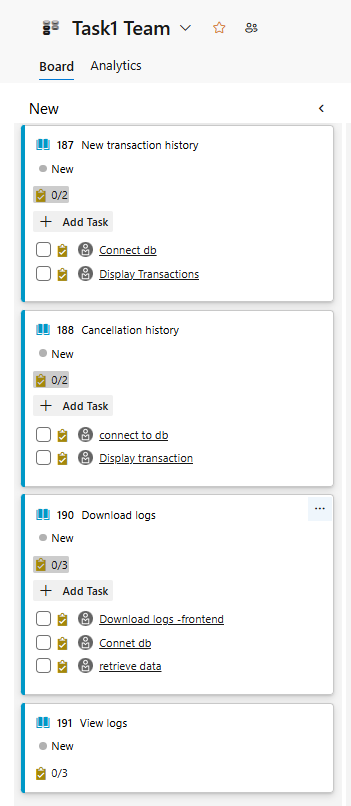 Task1 Team
Board Analytics
New
187 New transaction history
New
0/2
+ Add Task
Connect db
Display Transactions
188 Cancellation history
New
0/2
+ Add Task
connect to db
Display transaction
190 Download logs
New
0/3
+ Add Task
Download logs -frontend
Connet db
retrieve data
191 View logs
New
0/3